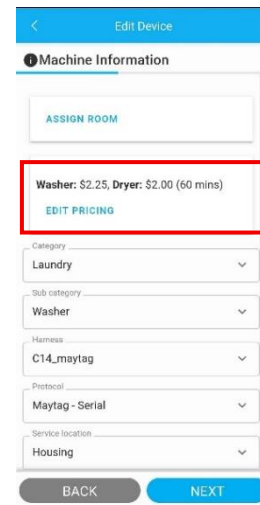 Edit Device
Machine Information
ASSIGN ROOM
Washer: $2.25, Dryer: $2.00 (60 mins)
EDIT PRICING
Category
Laundry
Sub category
Washer
Harness
C14_maytag
Protocol
Maytag - Serial
Service location
Housing
BACK NEXT